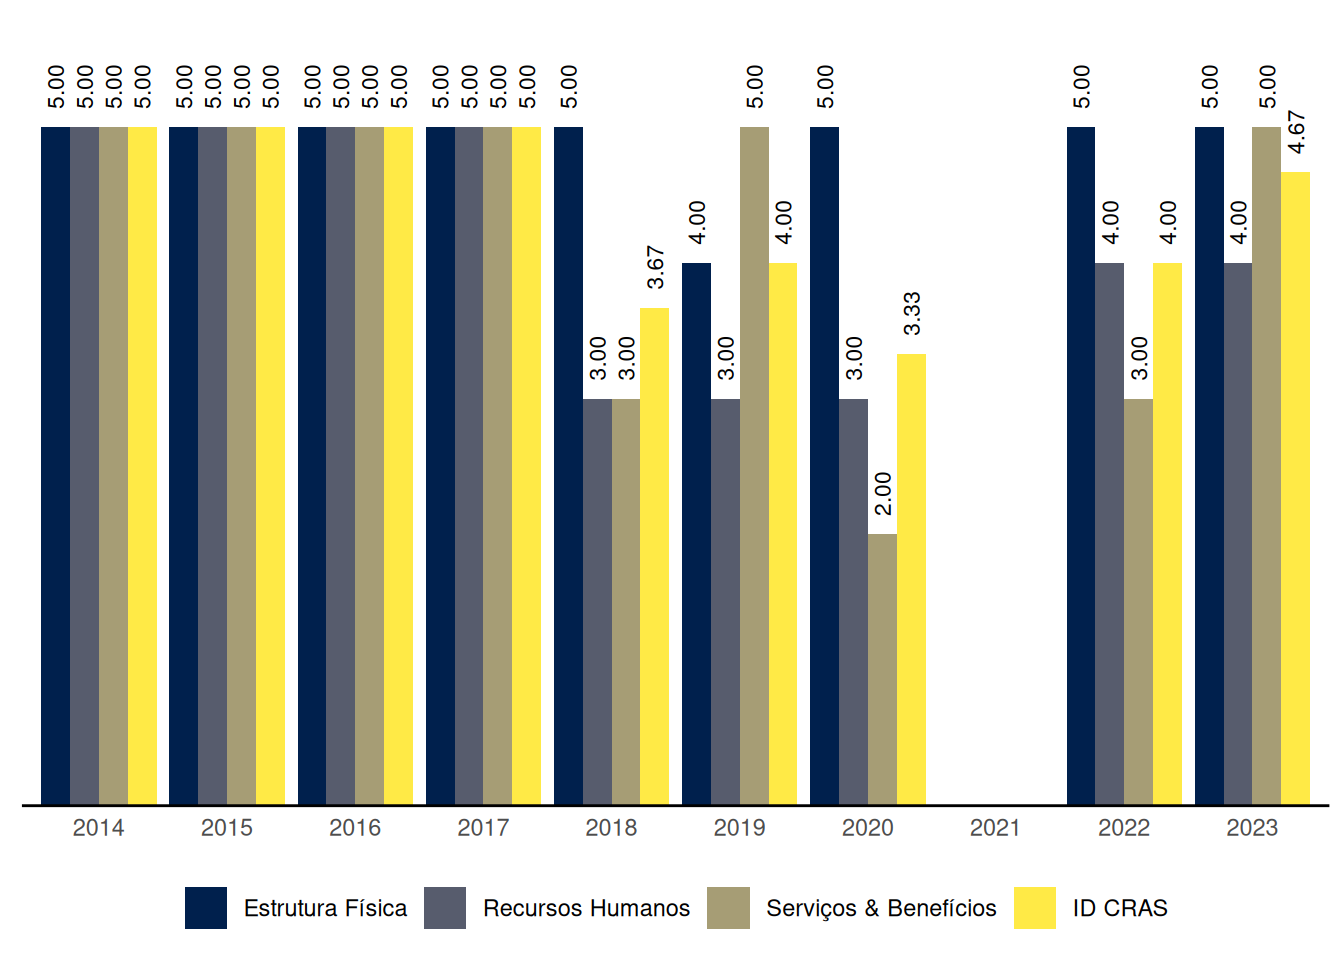 5.00 5.00 5.00 5.00 5.00 5.00 5.00 5.00 5.00 5.00 5.00 5.00 5.00 5.00 5.00 5.00 5.00 3.00 3.00 3.67 4.00 3.00 5.00 4.00 5.00 3.00 2.00 3.33 5.00 4.00 3.00 4.00 5.00 4.00 5.00 4.67
2014 2015 2016 2017 2018 2019 2020 2021 2022 2023
Estrutura Física Recursos Humanos Serviços & Benefícios ID CRAS